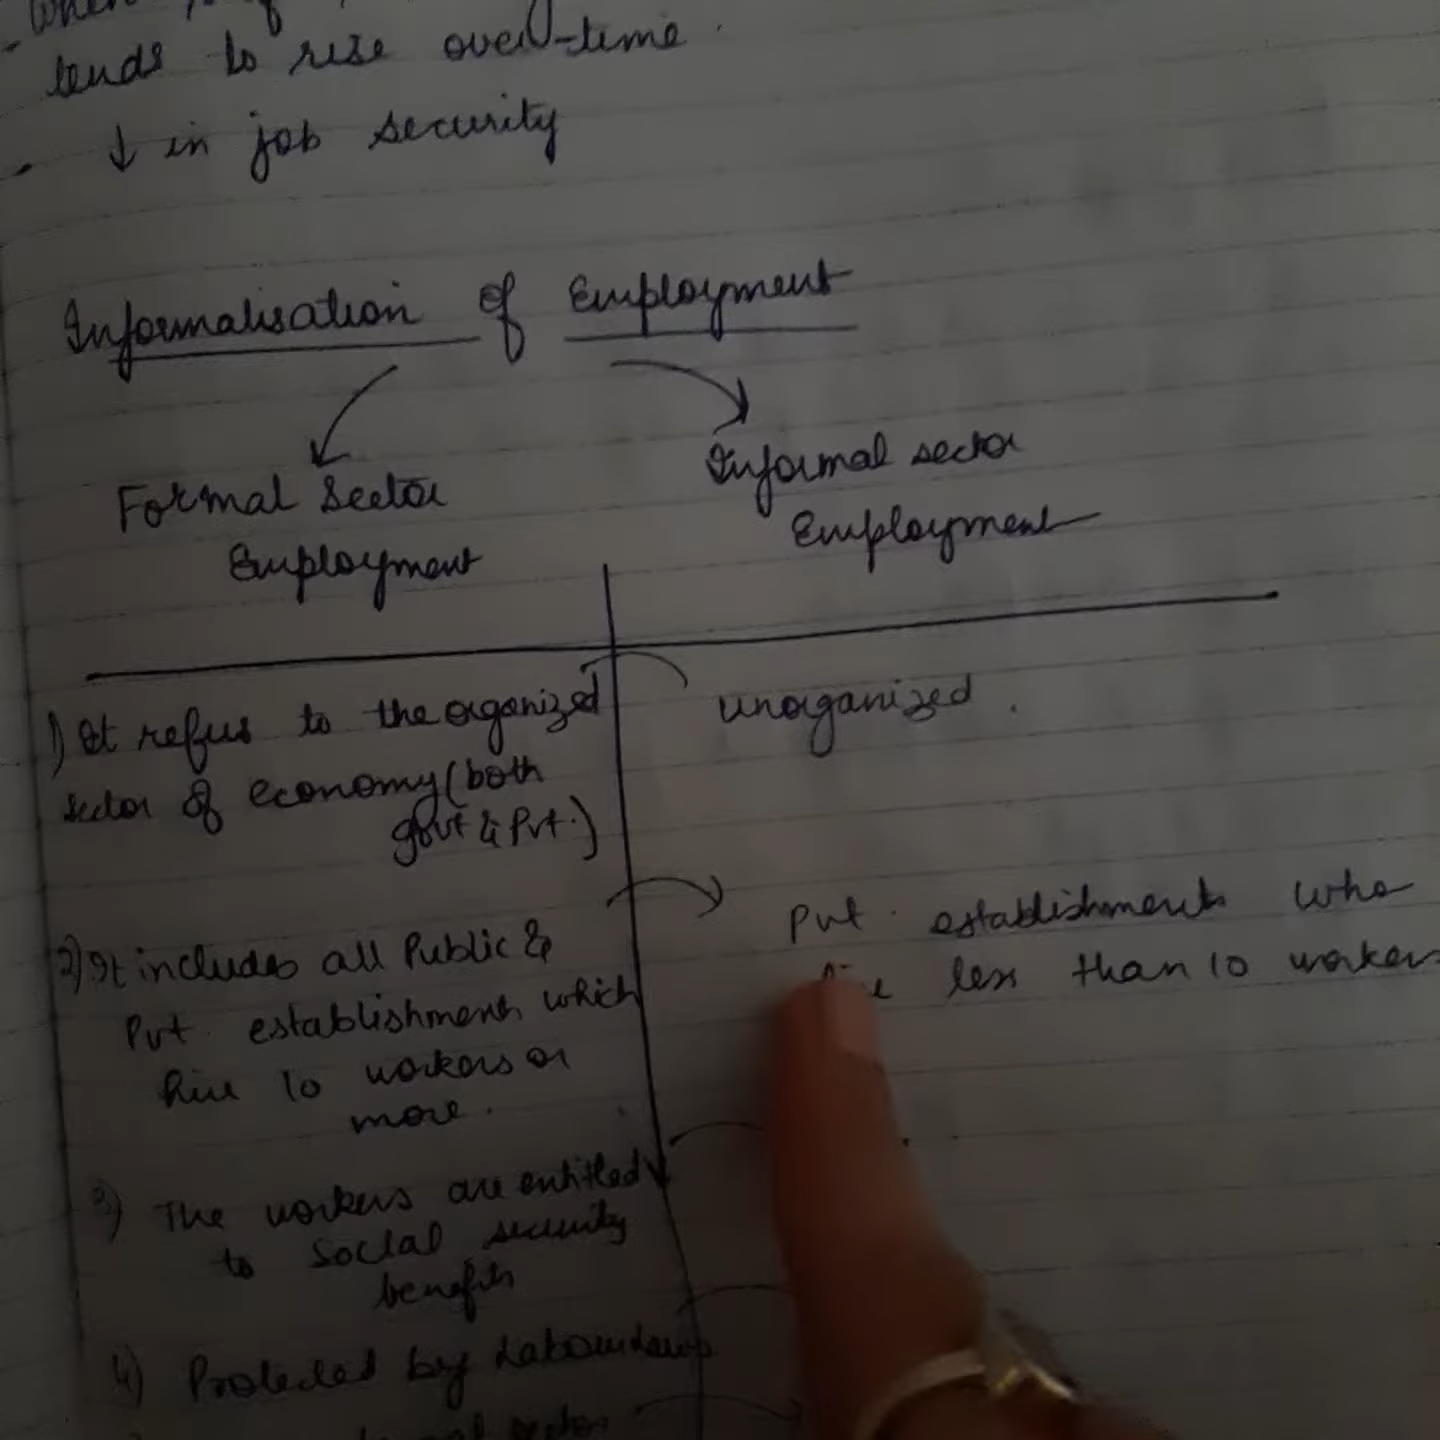 tends to rise over-time.
- ↓ in job security
Informalisation of Employment
Formal Sector
Employment
Informal sector
Employment
1) It refers to the organized
sector of economy (both
govt & Pvt.)
unorganized.
2) It includes all Public &
Pvt. establishments which
hire 10 workers or
more.
Pvt. establishments who
less than 10 workers
3) The workers are entitled
to social security
benefits
4) Protected by Labour Laws